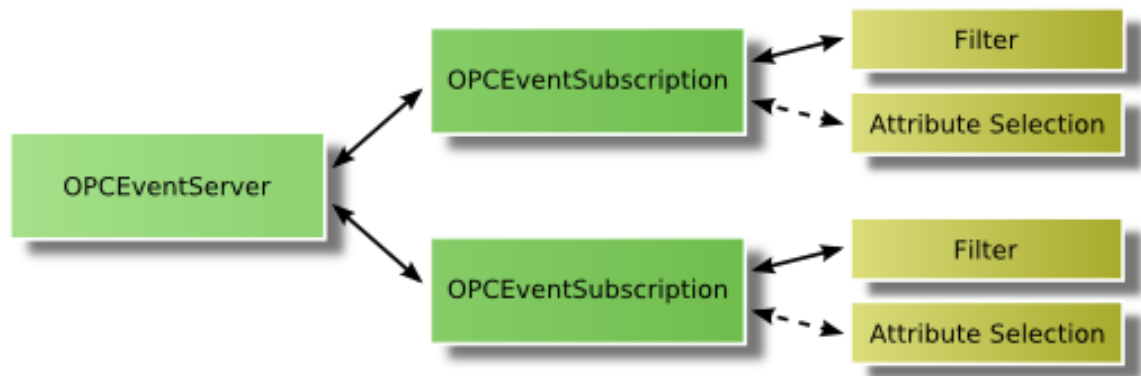 OPCEventServer
OPCEventSubscription
Filter
Attribute Selection
OPCEventSubscription
Filter
Attribute Selection